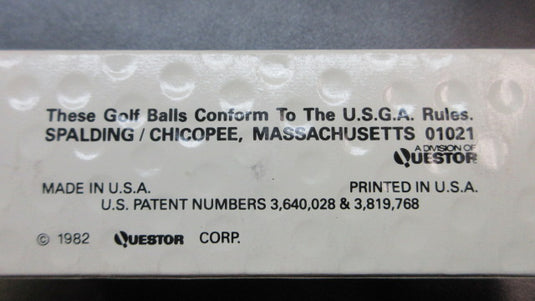 These Golf Balls Conform To The U.S.G.A. Rules.
SPALDING / CHICOPEE, MASSACHUSETTS 01021
A DIVISION OF
QUESTOR
MADE IN U.S.A. PRINTED IN U.S.A.
U.S. PATENT NUMBERS 3,640,028 & 3,819,768
© 1982 QUESTOR CORP.